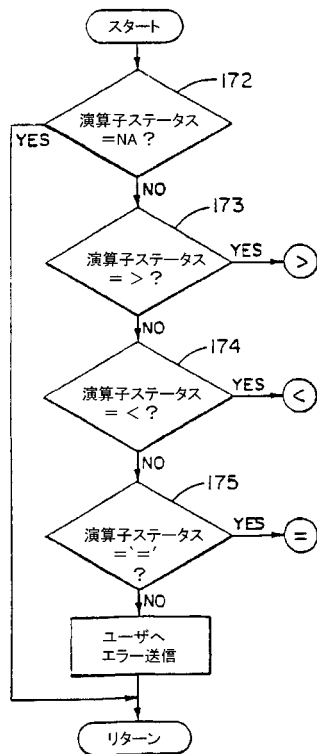 スタート
172
演算子ステータス
=NA ?
YES
NO
173
演算子ステータス
= > ?
YES
>
NO
174
演算子ステータス
= < ?
YES
<
NO
175
演算子ステータス
=‘=’
?
YES
=
NO
ユーザへ
エラー送信
リターン